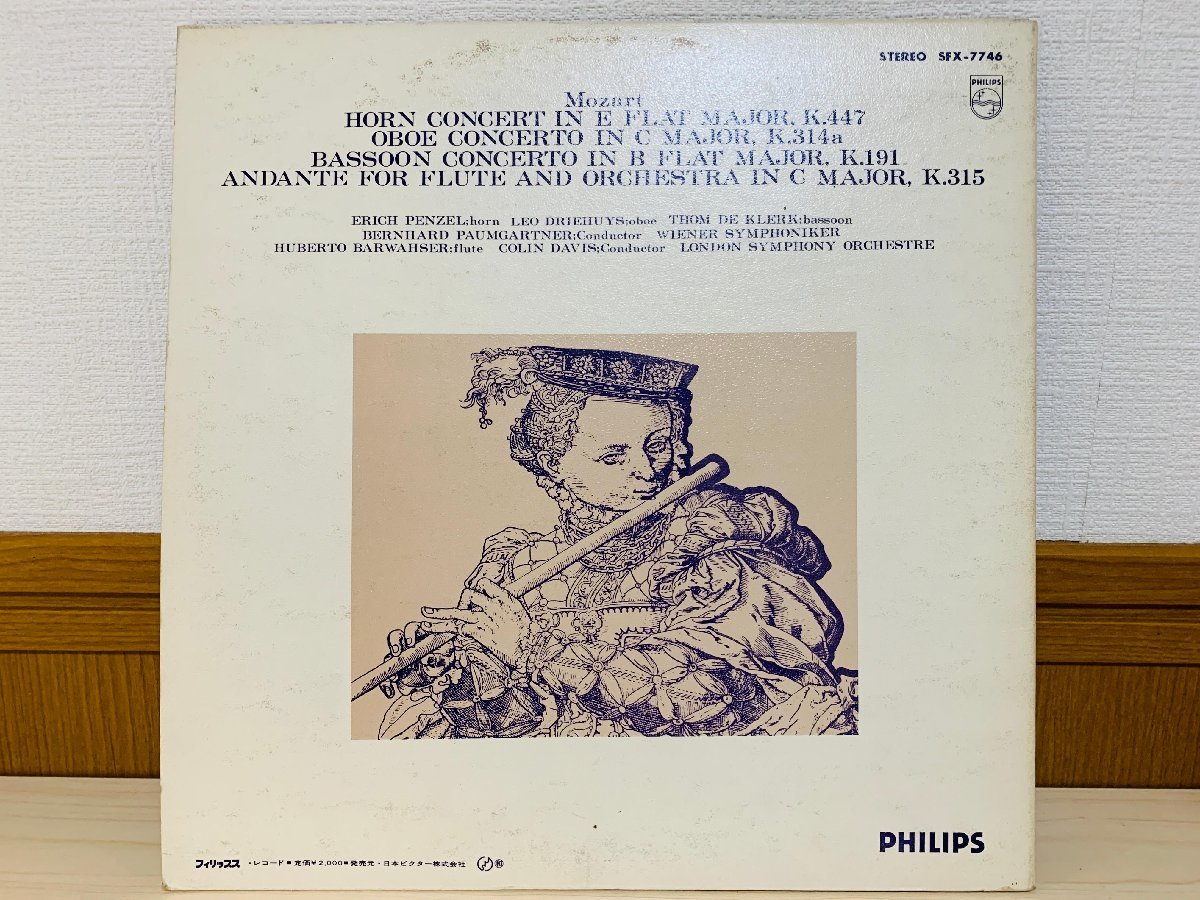 STEREO SFX-7746
PHILIPS
Mozart
HORN CONCERT IN E FLAT MAJOR, K.447
OBOE CONCERTO IN C MAJOR, K.314a
BASSOON CONCERTO IN B FLAT MAJOR, K.191
ANDANTE FOR FLUTE AND ORCHESTRA IN C MAJOR, K.315
ERICH PENZEL;horn LEO DRIEHUYS;oboe THOM DE KLERK;bassoon
BERNHARD PAUMGARTNER;Conductor WIENER SYMPHONIKER
HUBERTO BARWAHSER;flute COLIN DAVIS;Conductor LONDON SYMPHONY ORCHESTRE
PHILIPS
フィリップス・レコード■定価¥2,000■発売元・日本ビクター株式会社